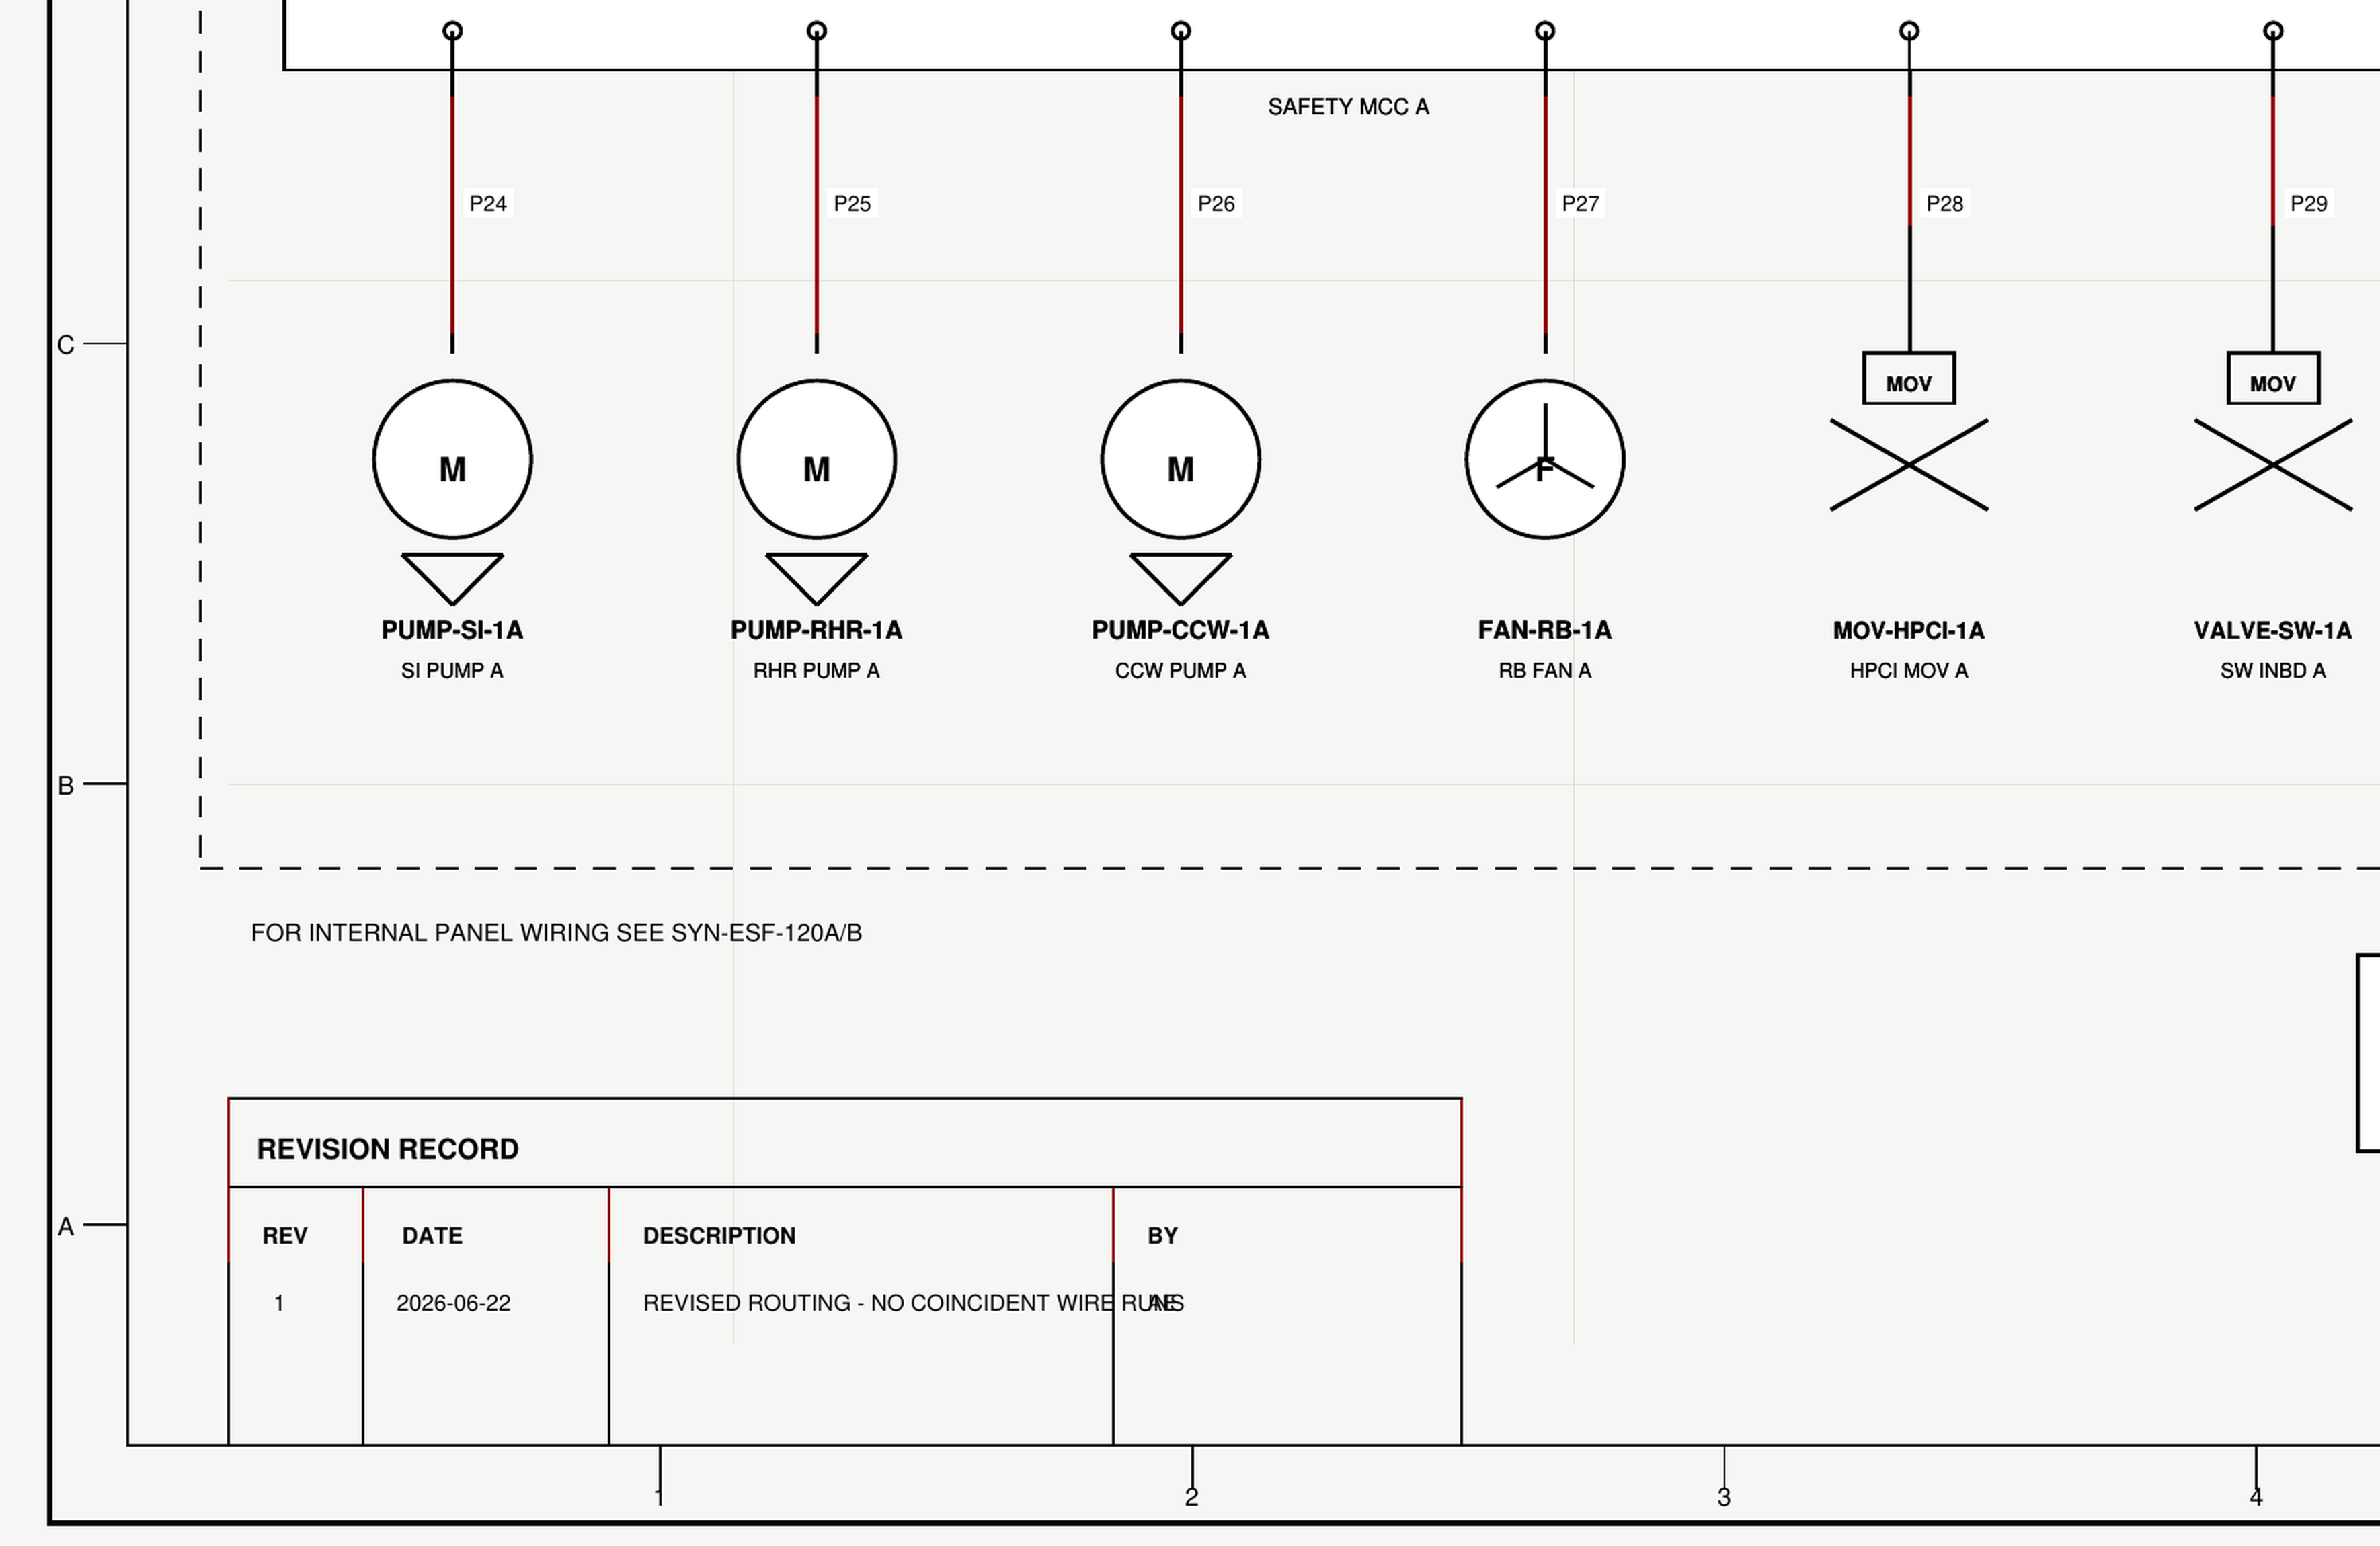 SAFETY MCC A
P24 P25 P26 P27 P28 P29
C
MOV MOV
M M M F
PUMP-SI-1A PUMP-RHR-1A PUMP-CCW-1A FAN-RB-1A MOV-HPCI-1A VALVE-SW-1A
SI PUMP A RHR PUMP A CCW PUMP A RB FAN A HPCI MOV A SW INBD A
B
FOR INTERNAL PANEL WIRING SEE SYN-ESF-120A/B
REVISION RECORD
A
REV DATE DESCRIPTION BY
1 2026-06-22 REVISED ROUTING - NO COINCIDENT WIRE RUNS
1 2 3 4